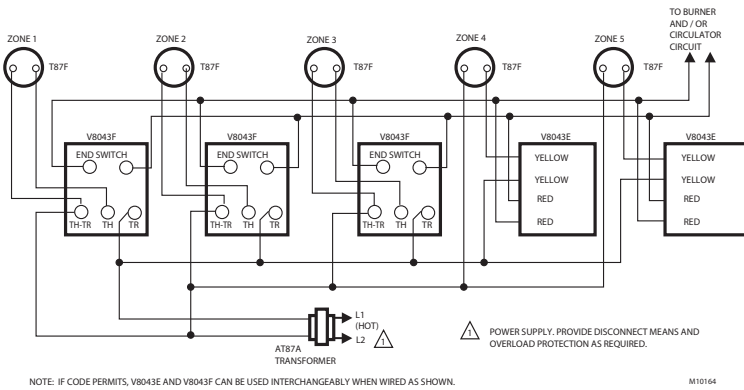 TO BURNER
AND / OR
CIRCULATOR
CIRCUIT
ZONE 1
ZONE 2
ZONE 3
ZONE 4
ZONE 5
T87F
T87F
T87F
T87F
T87F
V8043F
V8043F
V8043F
V8043E
V8043E
END SWITCH
END SWITCH
END SWITCH
YELLOW
YELLOW
RED
RED
YELLOW
YELLOW
RED
RED
TH-TR TH TR
TH-TR TH TR
TH-TR TH TR
L1
(HOT)
L2
1
AT87A
TRANSFORMER
1 POWER SUPPLY. PROVIDE DISCONNECT MEANS AND
OVERLOAD PROTECTION AS REQUIRED.
NOTE: IF CODE PERMITS, V8043E AND V8043F CAN BE USED INTERCHANGEABLY WHEN WIRED AS SHOWN.
M10164